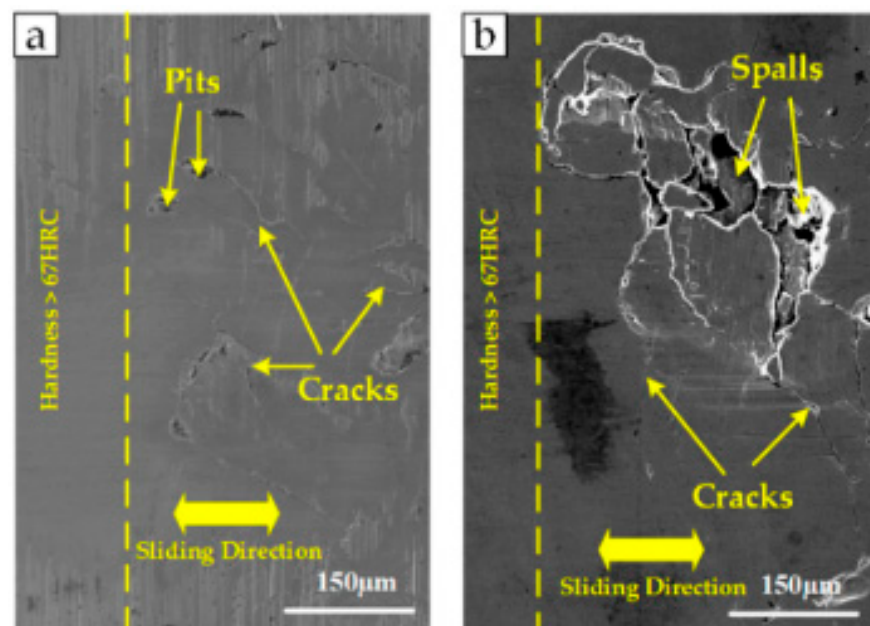 a
Pits
Hardness > 67HRC
Cracks
Sliding Direction
150μm
b
Spalls
Hardness > 67HRC
Cracks
Sliding Direction
150μm